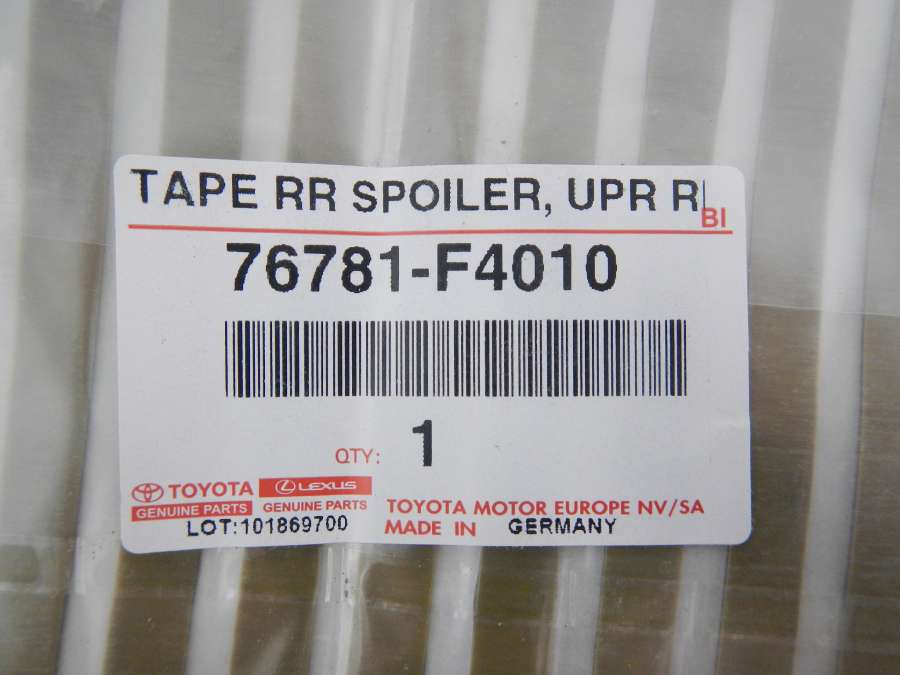 TAPE RR SPOILER, UPR R
BI
76781-F4010
QTY: 1
TOYOTA
GENUINE PARTS
LEXUS
GENUINE PARTS
LOT:101869700
TOYOTA MOTOR EUROPE NV/SA
MADE IN GERMANY